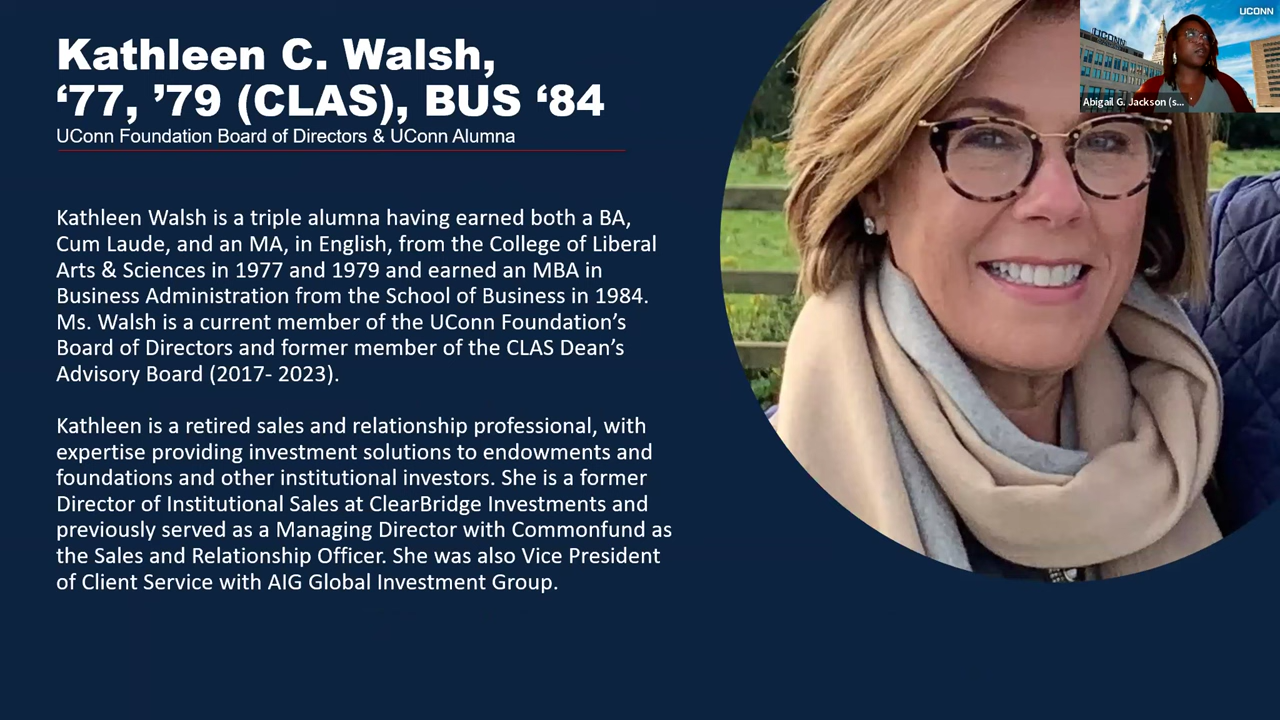 Kathleen C. Walsh,
‘77, ’79 (CLAS), BUS ‘84
UConn Foundation Board of Directors & UConn Alumna
Kathleen Walsh is a triple alumna having earned both a BA,
Cum Laude, and an MA, in English, from the College of Liberal
Arts & Sciences in 1977 and 1979 and earned an MBA in
Business Administration from the School of Business in 1984.
Ms. Walsh is a current member of the UConn Foundation’s
Board of Directors and former member of the CLAS Dean’s
Advisory Board (2017- 2023).
Kathleen is a retired sales and relationship professional, with
expertise providing investment solutions to endowments and
foundations and other institutional investors. She is a former
Director of Institutional Sales at ClearBridge Investments and
previously served as a Managing Director with Commonfund as
the Sales and Relationship Officer. She was also Vice President
of Client Service with AIG Global Investment Group.
UCONN
UCONN
Abigail G. Jackson (s...